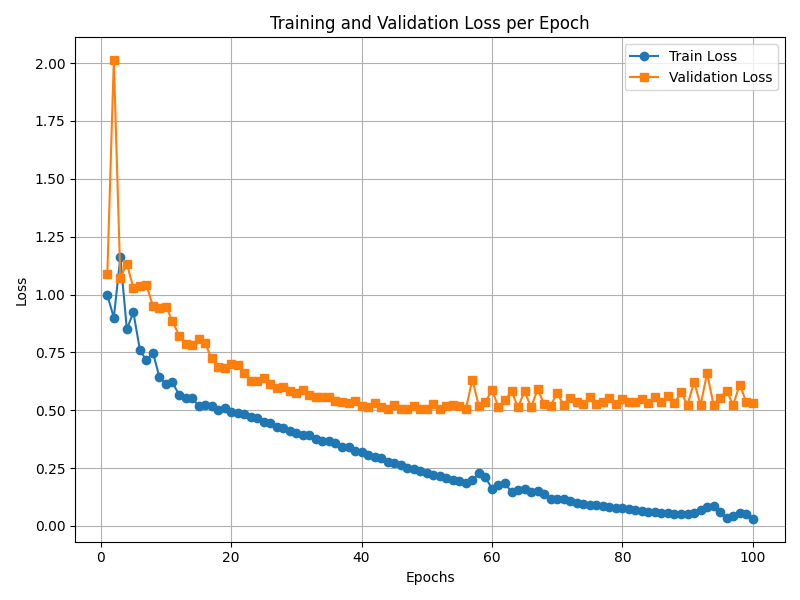 Training and Validation Loss per Epoch
Train Loss
Validation Loss
2.00
1.75
1.50
1.25
1.00
0.75
0.50
0.25
0.00
Loss
0 20 40 60 80 100
Epochs